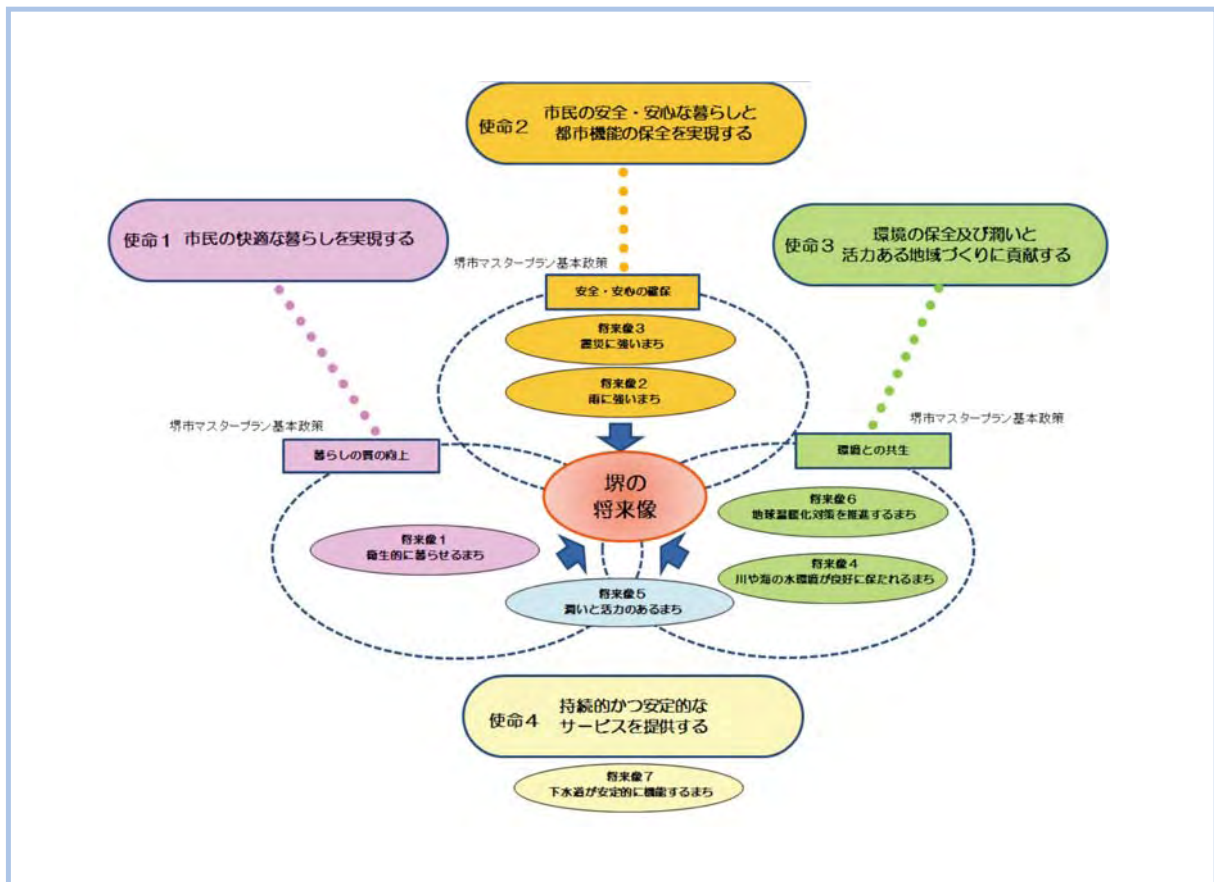 使命2 市民の安全・安心な暮らしと
都市機能の保全を実現する
使命1 市民の快適な暮らしを実現する
使命3 環境の保全及び潤いと
活力ある地域づくりに貢献する
堺市マスタープラン基本政策
安全・安心の確保
将来像3
震災に強いまち
将来像2
雨に強いまち
堺市マスタープラン基本政策
暮らしの質の向上
堺市マスタープラン基本政策
環境との共生
堺の
将来像
将来像6
地球温暖化対策を推進するまち
将来像1
衛生的に暮らせるまち
将来像4
川や海の水環境が良好に保たれるまち
将来像5
潤いと活力のあるまち
使命4 持続的かつ安定的な
サービスを提供する
将来像7
下水道が安定的に機能するまち